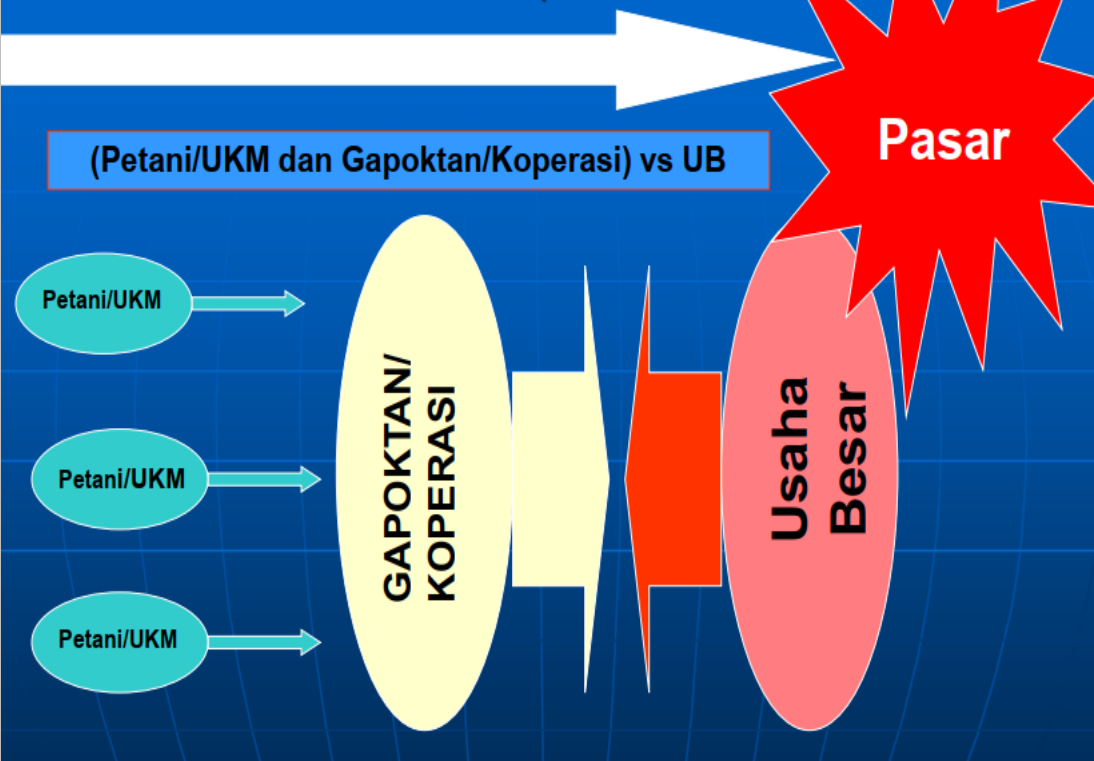 Pasar
(Petani/UKM dan Gapoktan/Koperasi) vs UB
Petani/UKM
Petani/UKM
Petani/UKM
GAPOKTAN/
KOPERASI
Usaha
Besar